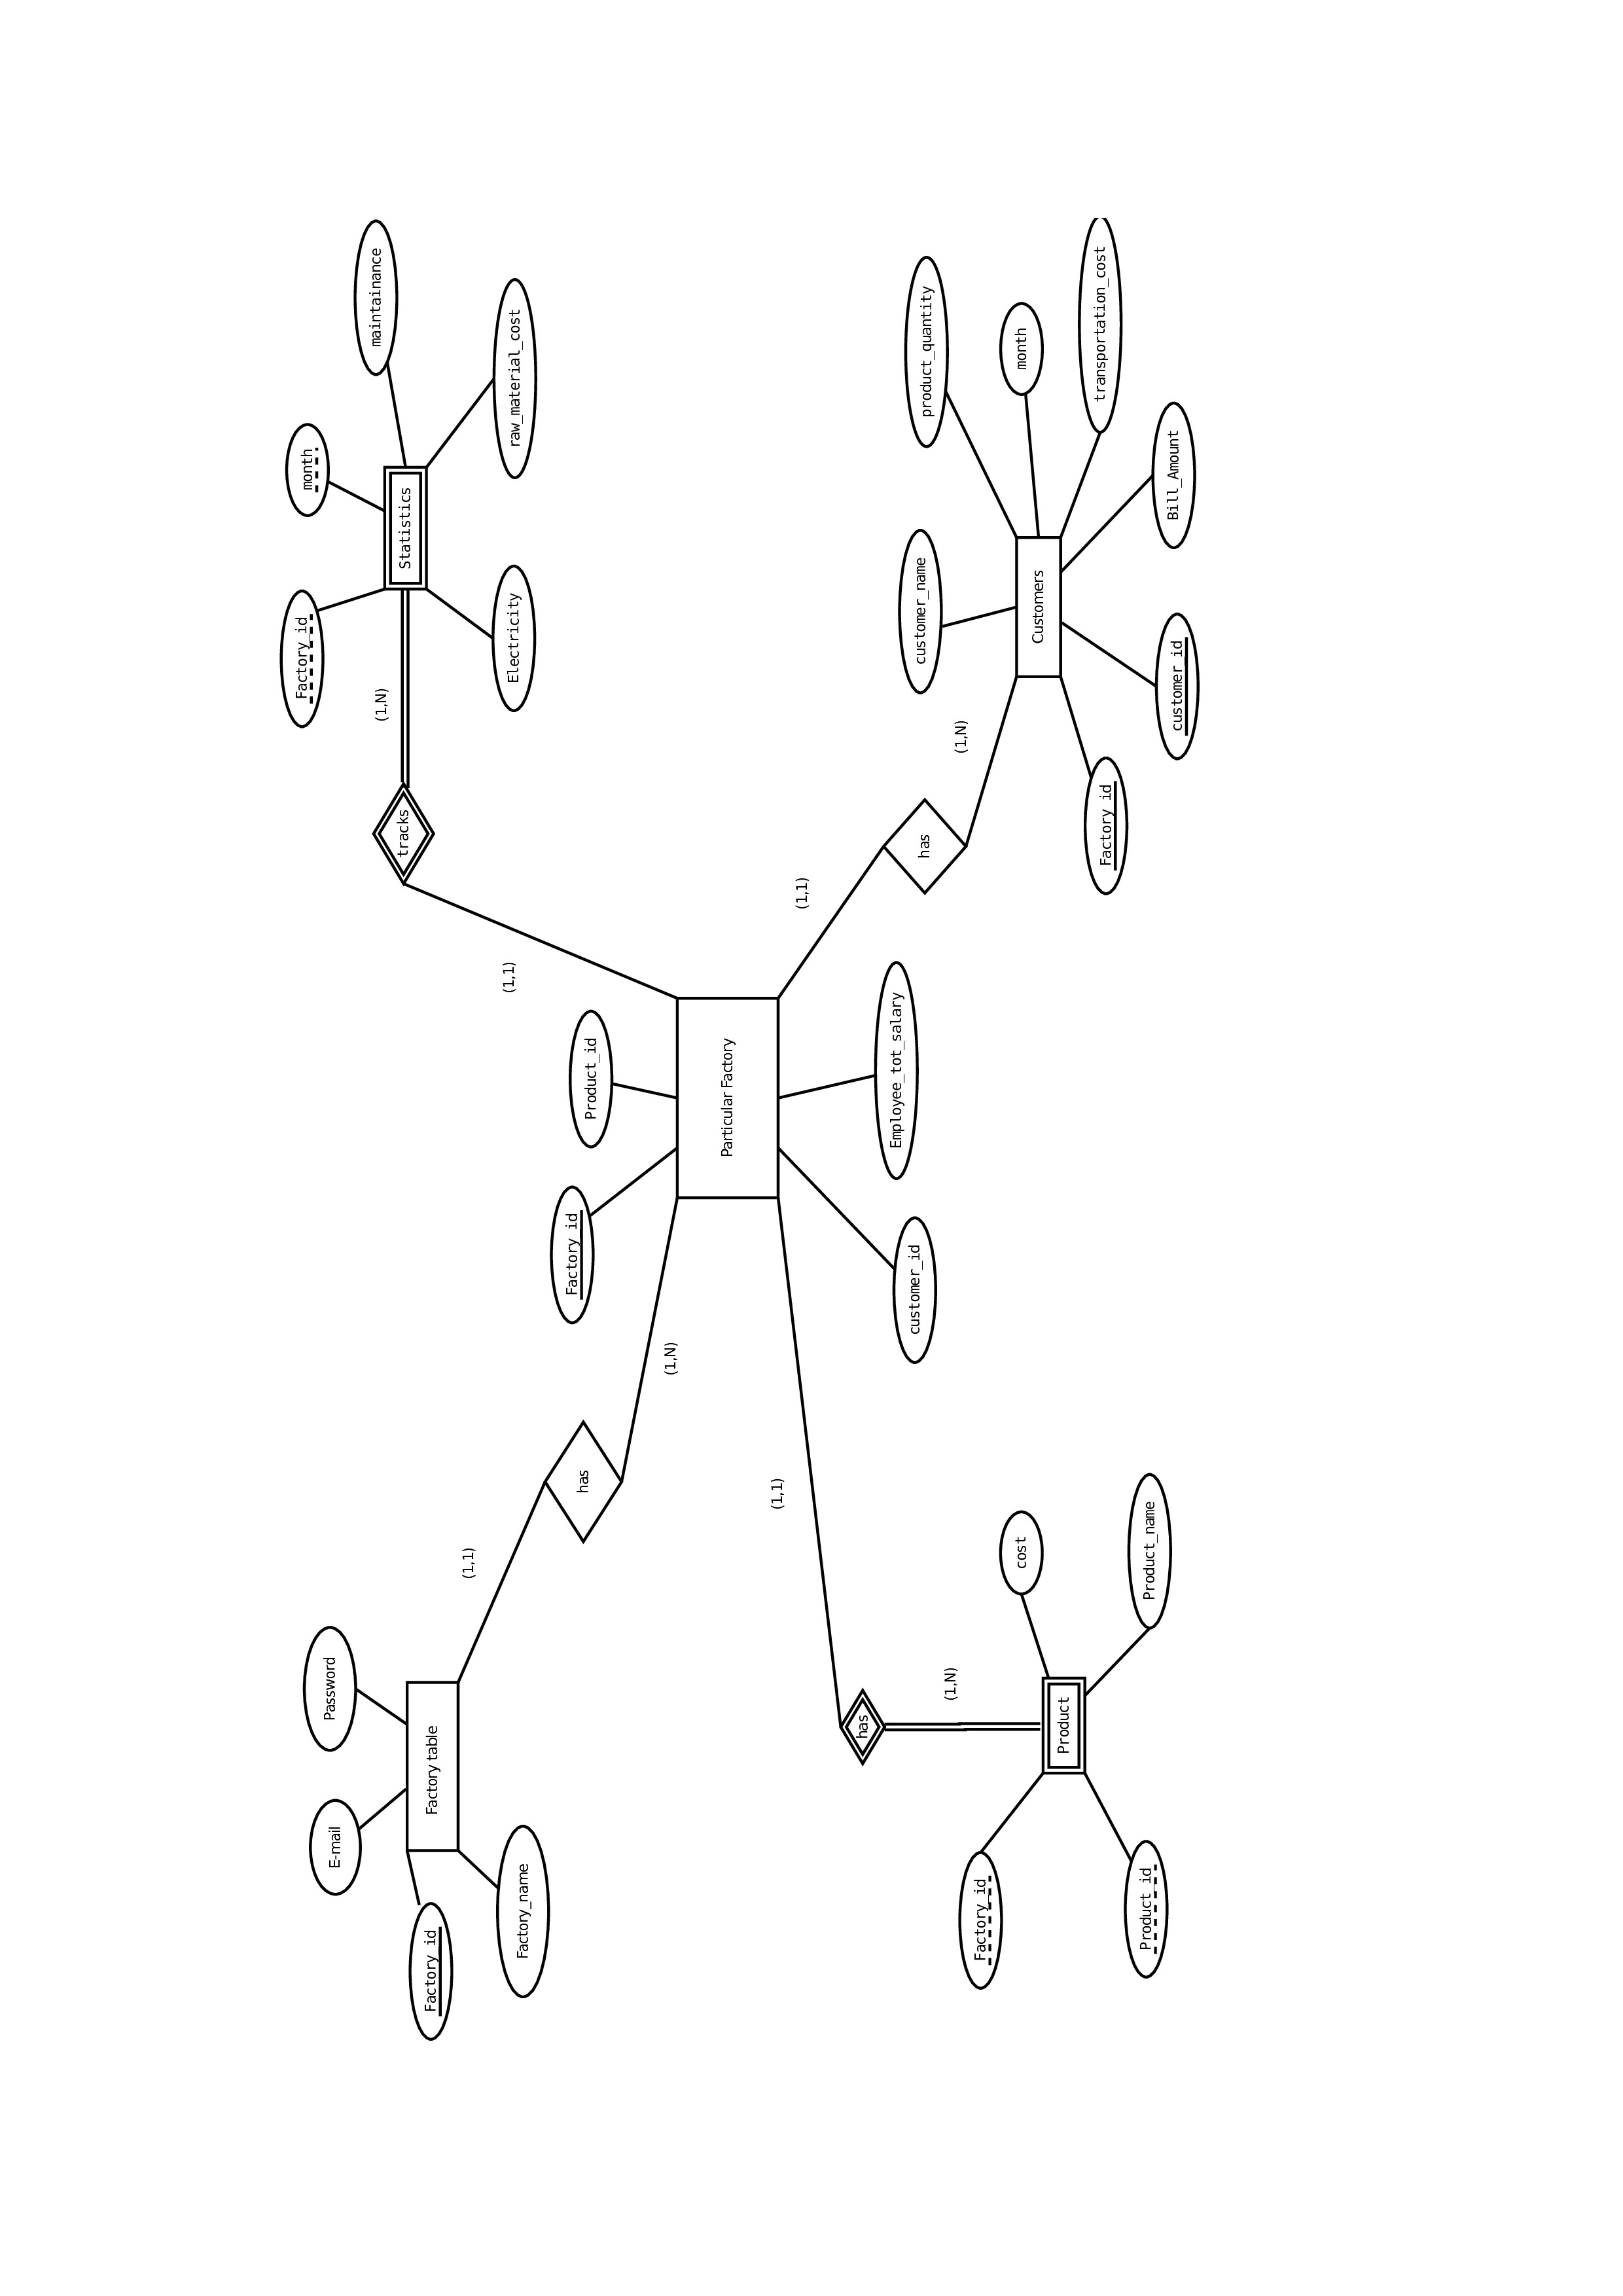 Password
E-mail
Factory_id
Factory table
Factory_name
(1,1)
has
(1,N)
Factory_id
Product_id
Particular Factory
customer_id
Employee_tot_salary
(1,1)
tracks
(1,N)
Factory_id
month
maintainance
Statistics
Electricity
raw_material_cost
(1,1)
has
(1,N)
customer_name
product_quantity
month
transportation_cost
Customers
Bill_Amount
customer_id
Factory_id
(1,1)
has
(1,N)
cost
Product_name
Product
Factory_id
Product_id